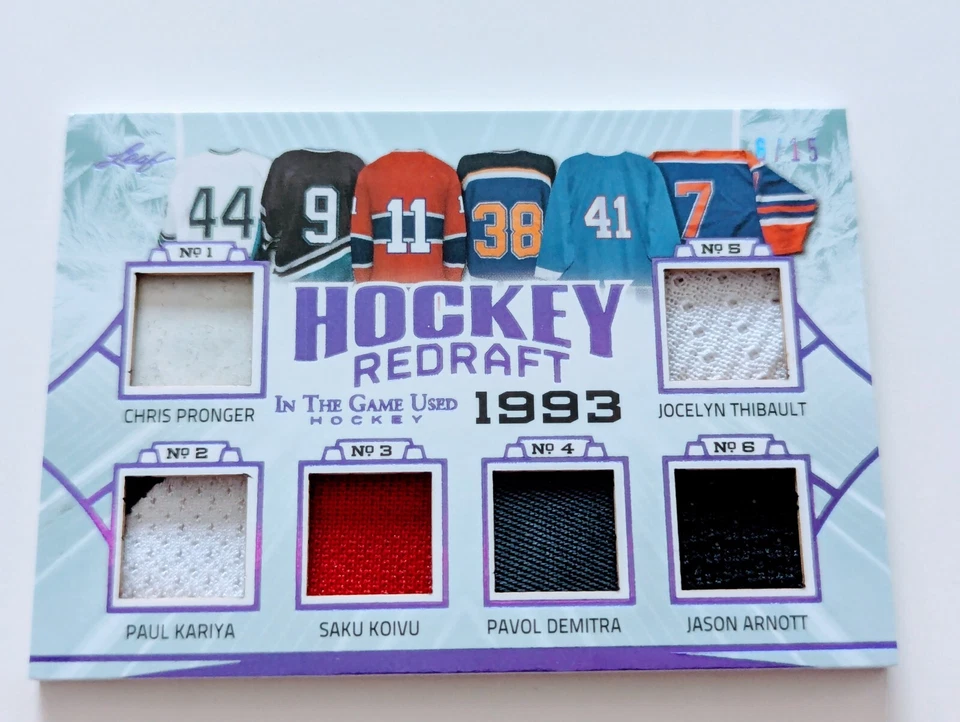 Leaf
6/15
44 9 11 38 41 7
Nº 1
Nº 5
HOCKEY
REDRAFT
IN THE GAME USED
HOCKEY
1993
CHRIS PRONGER
JOCELYN THIBAULT
Nº 2
Nº 3
Nº 4
Nº 6
PAUL KARIYA
SAKU KOIVU
PAVOL DEMITRA
JASON ARNOTT